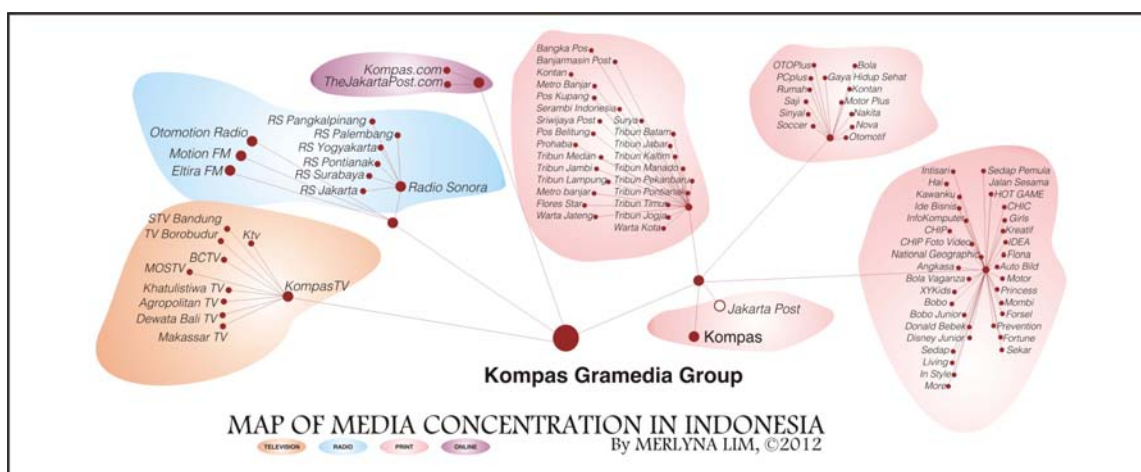 Kompas.com
TheJakartaPost.com
Otomotion Radio
Motion FM
Eltira FM
RS Pangkalpinang
RS Palembang
RS Yogyakarta
RS Pontianak
RS Surabaya
RS Jakarta
Radio Sonora
STV Bandung
TV Borobudur
Ktv
BCTV
MOSTV
KompasTV
Khatulistiwa TV
Agropolitan TV
Dewata Bali TV
Makassar TV
Bangka Pos
Banjarmasin Post
Kontan
Metro Banjar
Pos Kupang
Serambi Indonesia
Sriwijaya Post
Pos Belitung
Prohaba
Tribun Medan
Tribun Jambi
Tribun Lampung
Metro banjar
Flores Star
Warta Jateng
Surya
Tribun Batam
Tribun Jabar
Tribun Kaltim
Tribun Manado
Tribun Pekanbaru
Tribun Pontianak
Tribun Timur
Tribun Jogja
Warta Kota
OTOPlus
PCplus
Rumah
Saji
Sinyal
Soccer
Bola
Gaya Hidup Sehat
Kontan
Motor Plus
Nakita
Nova
Otomotif
Intisari
Hai
Kawanku
Ide Bisnis
InfoKomputer
CHIP
CHIP Foto Video
National Geographic
Angkasa
Bola Vaganza
XYKids
Bobo
Bobo Junior
Donald Bebek
Disney Junior
Sedap
Living
In Style
More
Sedap Pemula
Jalan Sesama
HOT GAME
CHIC
Girls
Kreatif
IDEA
Flona
Auto Bild
Motor
Princess
Mombi
Forsel
Prevention
Fortune
Sekar
Jakarta Post
Kompas
Kompas Gramedia Group
MAP OF MEDIA CONCENTRATION IN INDONESIA
By MERLYNA LIM, ©2012
TELEVISION
RADIO
PRINT
ONLINE